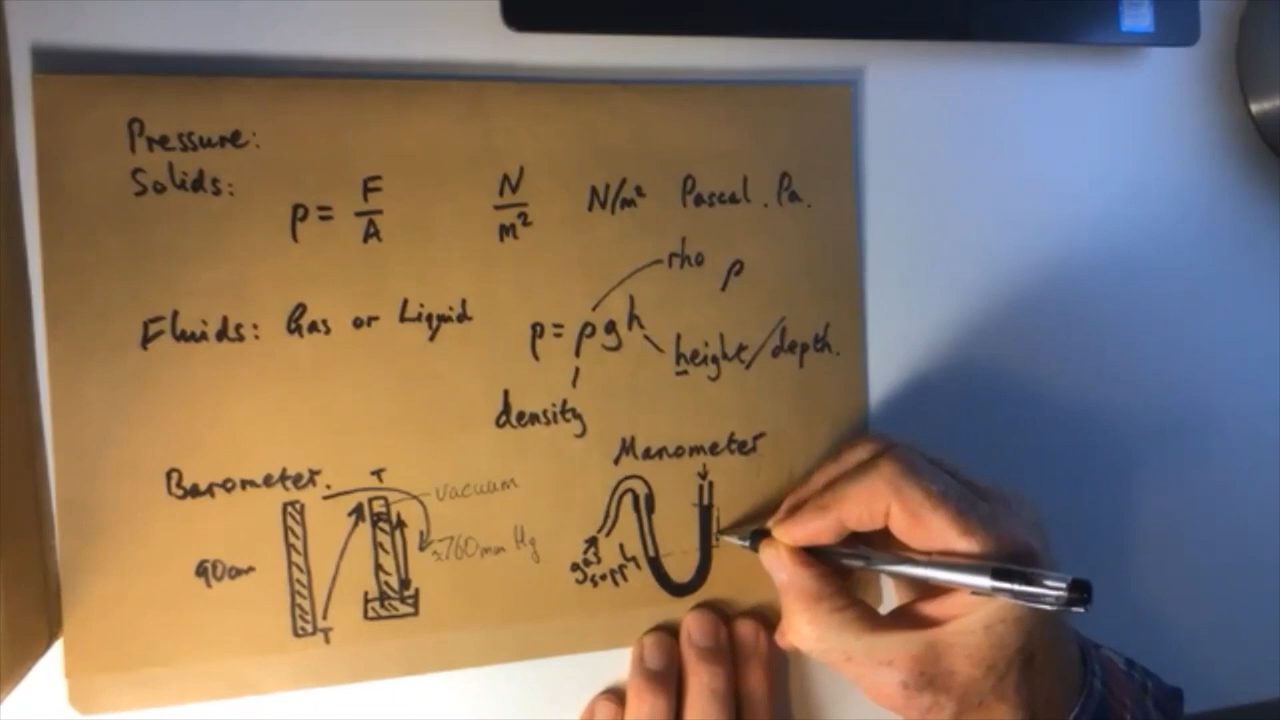 Pressure:
Solids:
p = F/A
N/m²
N/m² Pascal. Pa.
rho ρ
Fluids: Gas or Liquid
p = ρgh
height/depth.
density
Manometer
Barometer.
T
vacuum
≈760mm Hg
90cm
gas
supply
T